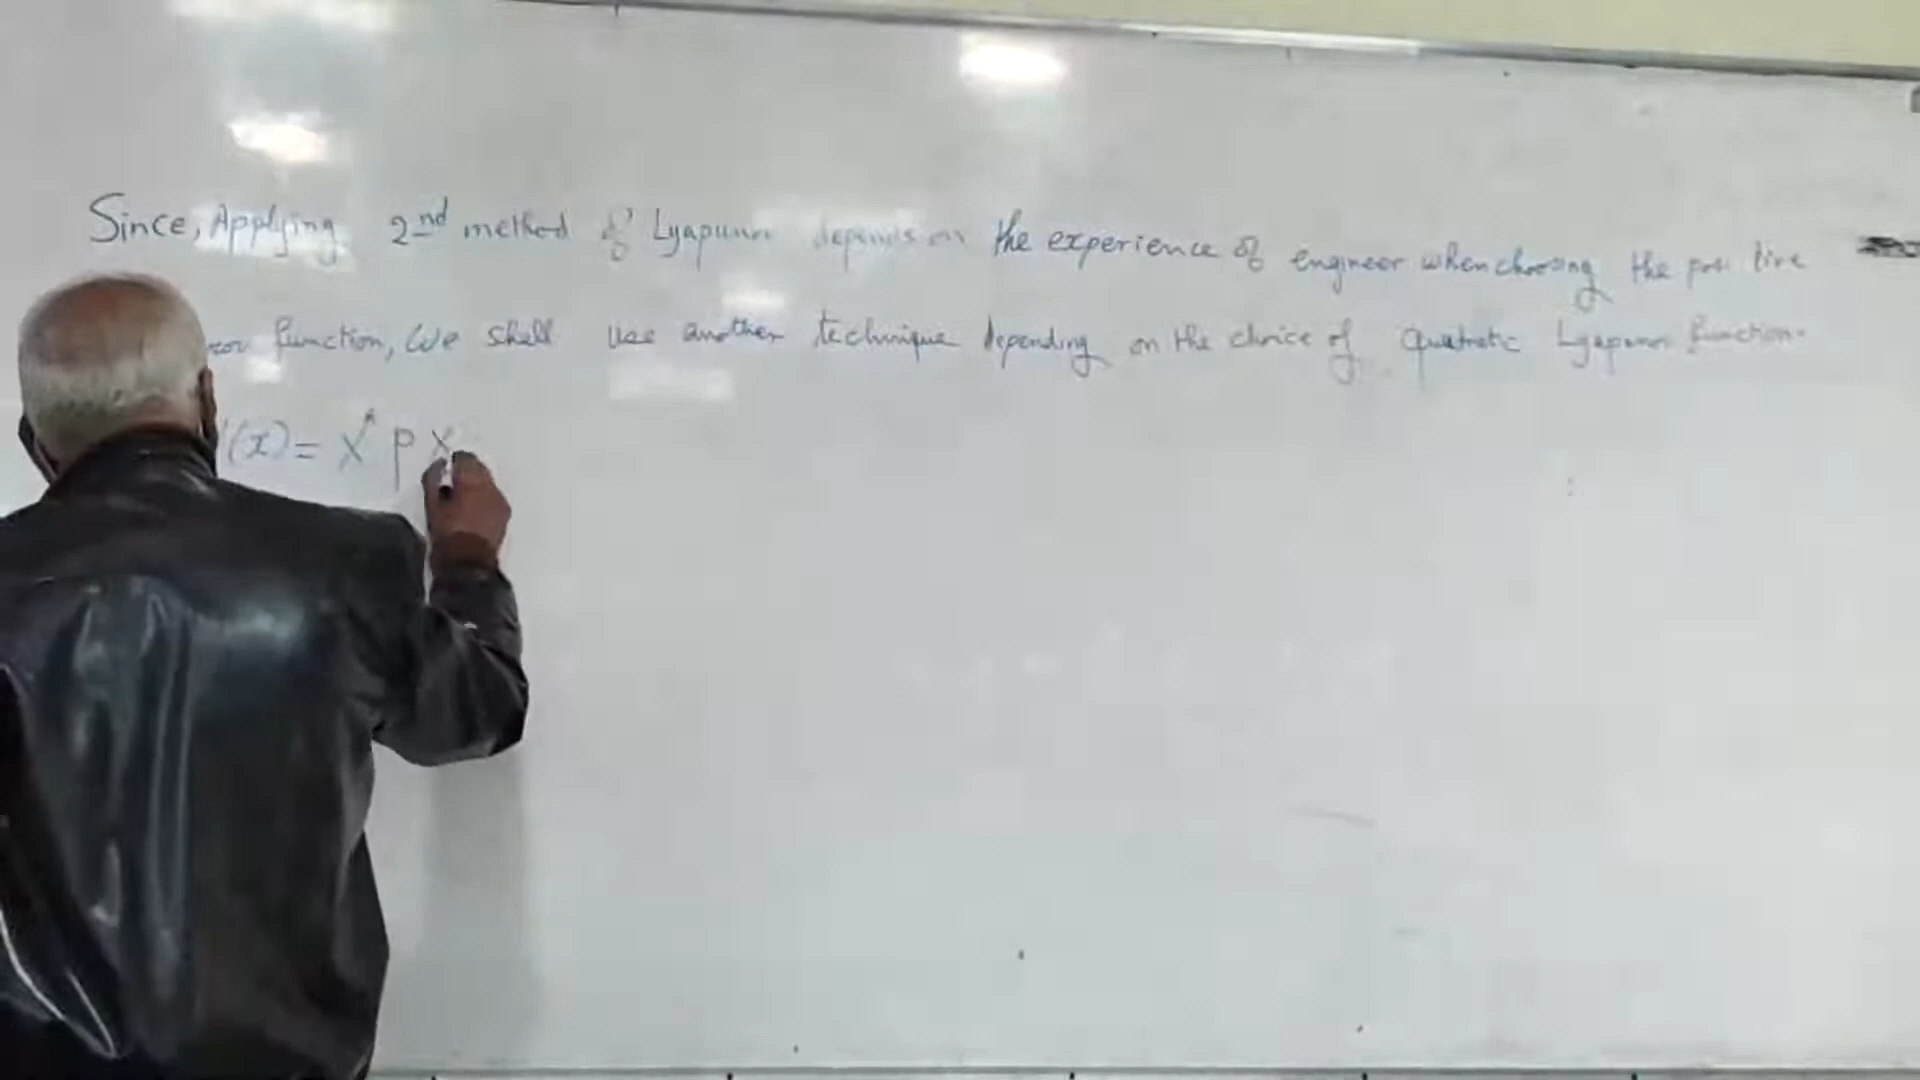 Since, Applying 2nd method of Lyapunov depends on the experience of engineer when choosing the positive
function, We shall use another technique depending on the choice of Quadratic Lyapunov function.
(x) = X* P X